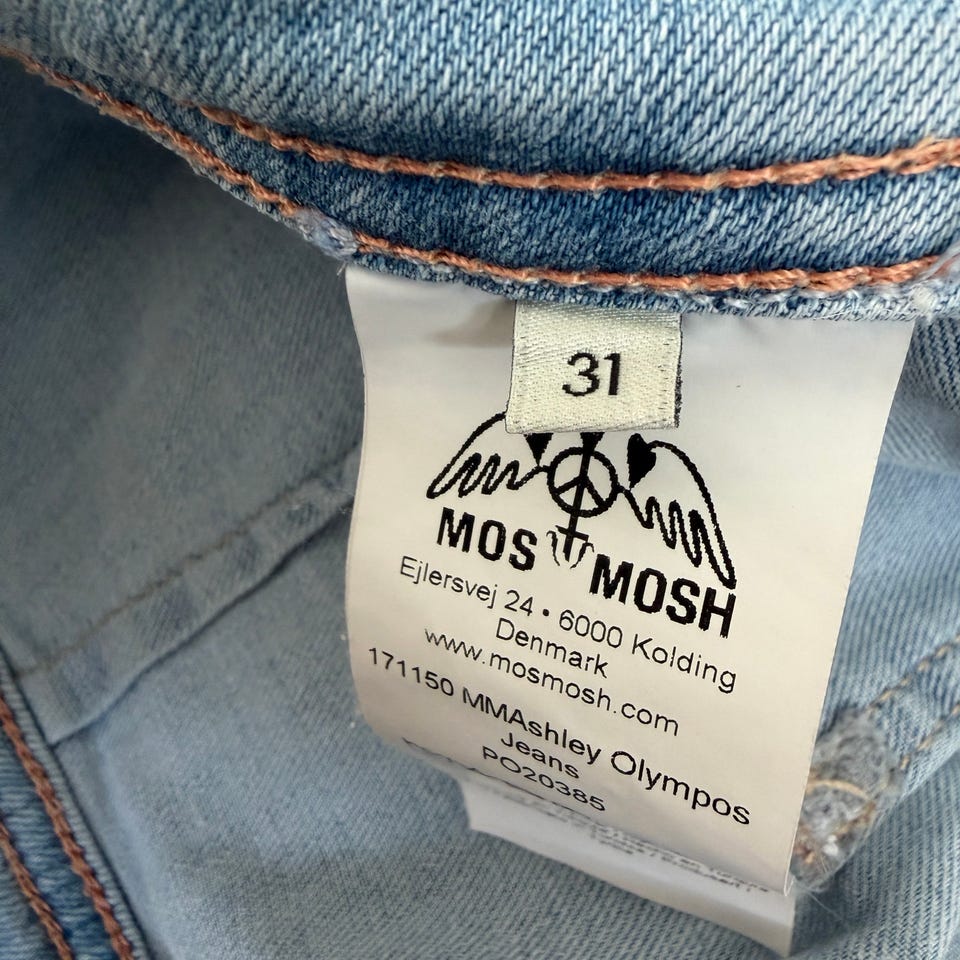 31
MOS MOSH
Ejlersvej 24 • 6000 Kolding
Denmark
www.mosmosh.com
171150 MMAshley Olympos
Jeans
PO20385